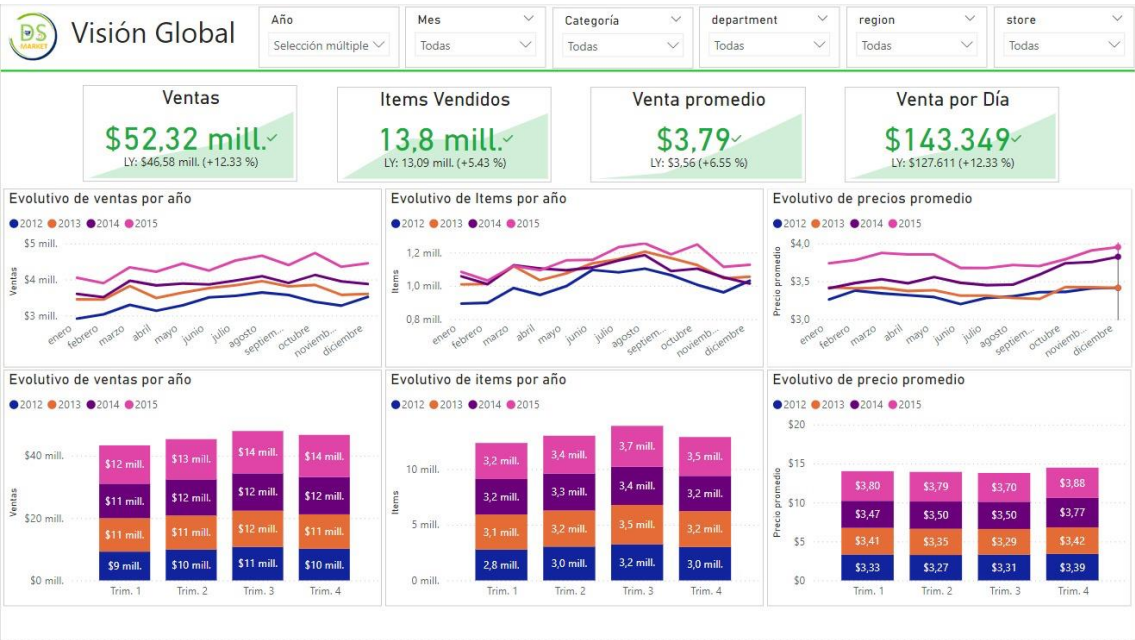 DS
MARKET
Visión Global
Año
Selección múltiple
Mes
Todas
Categoría
Todas
department
Todas
region
Todas
store
Todas
Ventas
$52,32 mill.
LY: $46,58 mill. (+12.33 %)
Items Vendidos
13,8 mill.
LY: 13,09 mill. (+5.43 %)
Venta promedio
$3,79
LY: $3,56 (+6.55 %)
Venta por Día
$143.349
LY: $127.611 (+12.33 %)
Evolutivo de ventas por año
2012 2013 2014 2015
$5 mill.
$4 mill.
$3 mill.
Ventas
enero febrero marzo abril mayo junio julio agosto septiem... octubre noviemb... diciembre
Evolutivo de Items por año
2012 2013 2014 2015
1,2 mill.
1,0 mill.
0,8 mill.
Items
enero febrero marzo abril mayo junio julio agosto septiem... octubre noviemb... diciembre
Evolutivo de precios promedio
2012 2013 2014 2015
$4,0
$3,5
$3,0
Precio promedio
enero febrero marzo abril mayo junio julio agosto septiem... octubre noviemb... diciembre
Evolutivo de ventas por año
2012 2013 2014 2015
$40 mill.
$20 mill.
$0 mill.
Ventas
$12 mill. $13 mill. $14 mill. $14 mill.
$11 mill. $12 mill. $12 mill. $12 mill.
$11 mill. $11 mill. $12 mill. $11 mill.
$9 mill. $10 mill. $11 mill. $10 mill.
Trim. 1 Trim. 2 Trim. 3 Trim. 4
Evolutivo de items por año
2012 2013 2014 2015
10 mill.
5 mill.
0 mill.
Items
3,2 mill. 3,4 mill. 3,7 mill. 3,5 mill.
3,2 mill. 3,3 mill. 3,4 mill. 3,2 mill.
3,1 mill. 3,2 mill. 3,5 mill. 3,2 mill.
2,8 mill. 3,0 mill. 3,2 mill. 3,0 mill.
Trim. 1 Trim. 2 Trim. 3 Trim. 4
Evolutivo de precio promedio
2012 2013 2014 2015
$20
$15
$10
$5
$0
Precio promedio
$3,80 $3,79 $3,70 $3,88
$3,47 $3,50 $3,50 $3,77
$3,41 $3,35 $3,29 $3,42
$3,33 $3,27 $3,31 $3,39
Trim. 1 Trim. 2 Trim. 3 Trim. 4